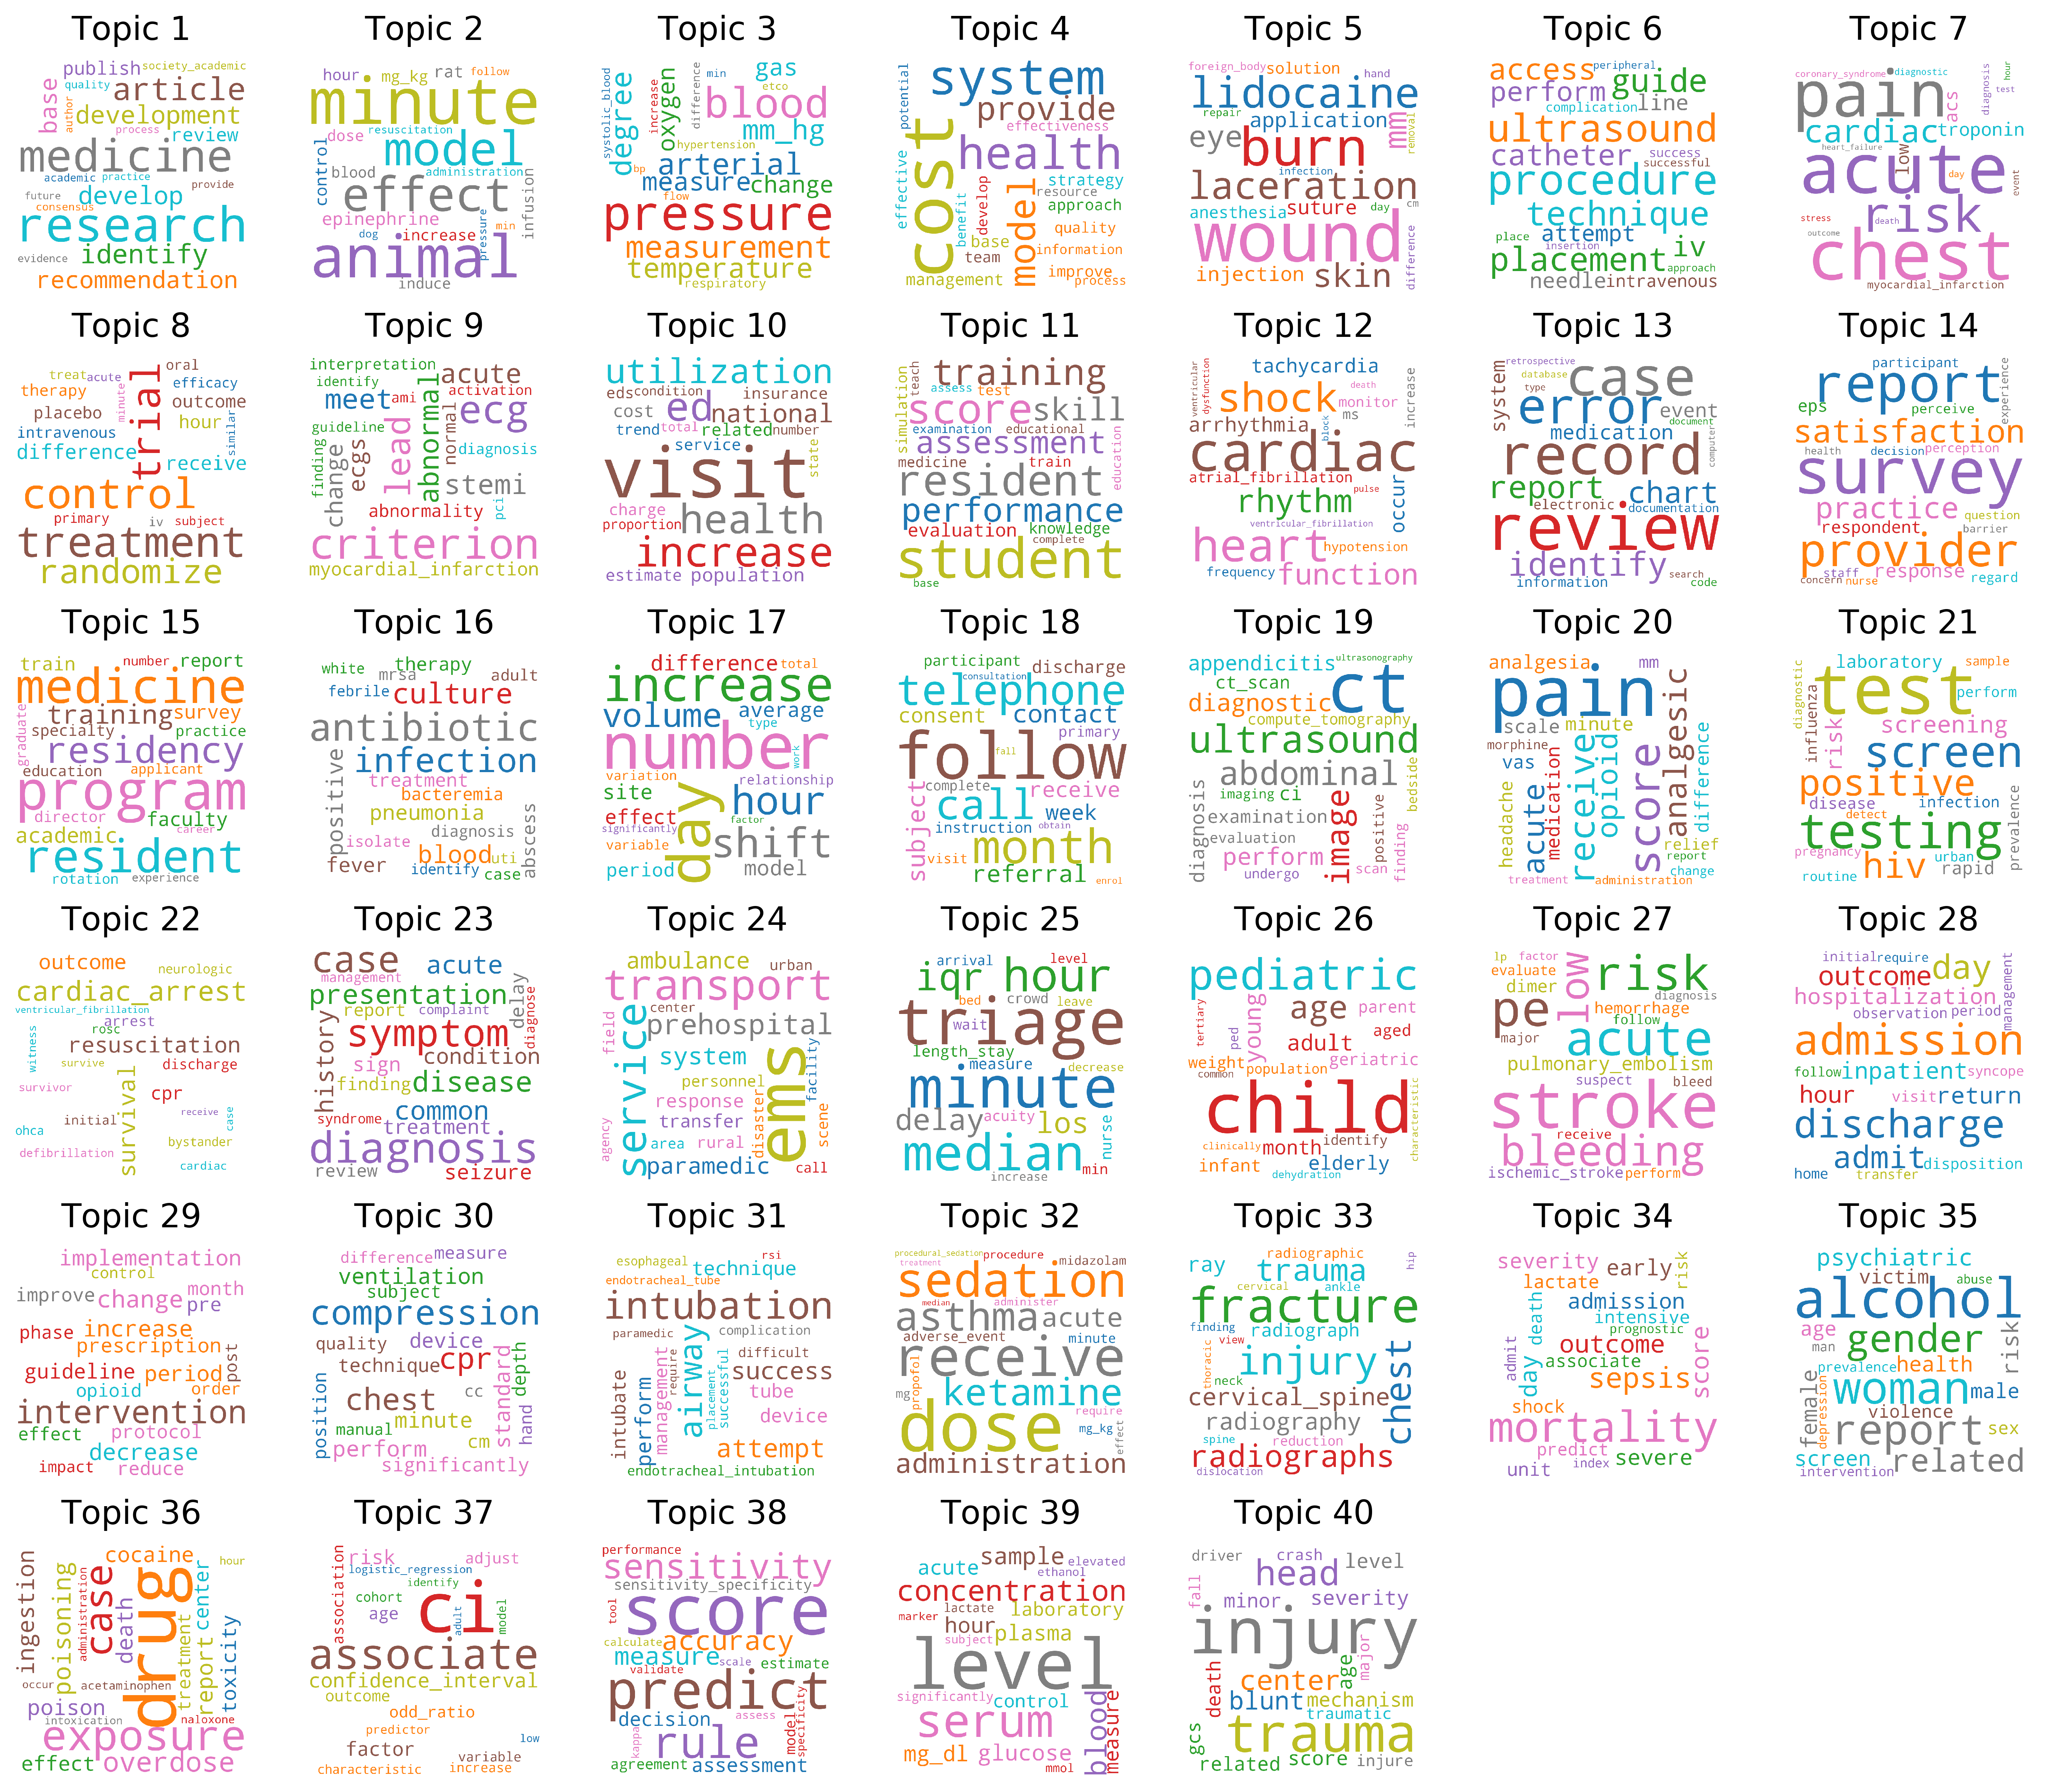 Topic 1
publish society_academic
quality
base article
author development
process review
medicine
academic practice provide
future develop
consensus
research
evidence identify
recommendation
Topic 2
hour mg_kg rat follow
minute
dose resuscitation
control model
blood administration
effect infusion
epinephrine
dog increase pressure min
animal
induce
Topic 3
systolic_blood degree increase oxygen difference min gas
etco
blood
mm_hg
hypertension
bp arterial
measure change
flow
pressure
measurement
temperature
respiratory
Topic 4
potential system
provide
effectiveness
cost health
effective benefit develop model strategy
resource
approach
base quality
team information
improve
management process
Topic 5
foreign_body solution hand
lidocaine
repair application mm removal
eye burn
infection
laceration
anesthesia suture day cm
wound
injection skin difference
Topic 6
access peripheral
perform guide
complication line
ultrasound
catheter success
successful
procedure
technique
place attempt
insertion iv
placement approach
needle intravenous
Topic 7
coronary_syndrome diagnostic hour
pain acs diagnosis test
cardiac troponin
heart_failure low
acute day event
stress risk
death
outcome
chest
myocardial_infarction
Topic 8
trial oral
treat acute efficacy
therapy minute outcome
placebo hour
intravenous similar
difference receive
control
primary iv subject
treatment
randomize
Topic 9
interpretation acute
identify activation
meet ami ecg
guideline lead abnormal normal diagnosis
finding change ecgs stemi
abnormality pci
criterion
myocardial_infarction
Topic 10
utilization
eds condition insurance
cost ed national
trend total related number
service state
visit
charge health
proportion
increase
estimate population
Topic 11
simulation teach training
assess test
score skill
examination educational
assessment education
medicine train
resident
performance
evaluation knowledge
complete
student
base
Topic 12
ventricular dysfunction tachycardia
death
shock monitor increase
arrhythmia block ms
cardiac
atrial_fibrillation
rhythm pulse occur
ventricular_fibrillation
heart hypotension
frequency function
Topic 13
system retrospective
database case
type
error event
medication document computer
record
report chart
electronic documentation
review
identify search
information code
Topic 14
participant experience
report
eps perceive
satisfaction
health decision perception
survey
practice question
respondent barrier
provider
staff response
concern nurse regard
Topic 15
train number report
medicine
graduate training survey
specialty practice
residency
education applicant
program
director faculty
academic career
resident
rotation experience
Topic 16
white therapy
mrsa adult
febrile culture
antibiotic
positive infection
treatment
bacteremia
pneumonia
diagnosis abscess
isolate
blood uti
fever identify case
Topic 17
difference total
increase
volume average
type
number work
variation relationship
site day hour
effect factor
significantly
variable shift
period model
Topic 18
participant discharge
consultation
telephone
consent contact
primary
follow
fall
complete
subject call receive
instruction obtain week
visit month
referral enrol
Topic 19
appendicitis ultrasonography
ct_scan ct
diagnostic
compute_tomography
ultrasound
abdominal bedside
imaging ci
diagnosis examination image positive
evaluation
perform scan finding
undergo
Topic 20
analgesia mm
pain
scale minute analgesic
morphine
vas receive opioid score difference
headache acute medication relief
report
change
treatment administration
Topic 21
diagnostic laboratory sample
test
perform
influenza risk screening
screen
positive
disease infection prevalence
detect
testing
pregnancy hiv urban
rapid
routine
Topic 22
outcome neurologic
cardiac_arrest
ventricular_fibrillation
arrest
witness rosc
resuscitation
survive discharge
survivor survival cpr
initial receive case
ohca
bystander
defibrillation
cardiac
Topic 23
case acute
management delay
presentation
report complaint diagnose
history symptom
sign condition
finding disease
syndrome common
treatment
diagnosis
review seizure
Topic 24
ambulance urban
transport
field center
service prehospital
system ems facility
personnel
response
transfer disaster scene
agency area rural
paramedic call
Topic 25
arrival level
iqr hour
bed crowd leave
triage
wait
length_stay
measure decrease
minute
delay acuity los nurse
median min
increase
Topic 26
pediatric
tertiary young age parent
ped adult aged
geriatric
weight population
common
child characteristic
clinically month identify
infant elderly
dehydration
Topic 27
lp factor low risk
evaluate
dimer
pe diagnosis
hemorrhage
follow
major acute
pulmonary_embolism
suspect bleed
stroke
receive
bleeding
ischemic_stroke perform
Topic 28
initial require management
outcome day
hospitalization
observation period
admission
follow inpatient syncope
hour visit return
discharge
admit disposition
home transfer
Topic 29
implementation
control
improve change month
pre
phase increase
prescription post
guideline period
opioid order
intervention
effect protocol
decrease
impact reduce
Topic 30
difference measure
ventilation
subject
compression
quality device depth
technique cpr standard hand
chest cc
position manual minute
cm
perform
significantly
Topic 31
esophageal rsi
technique
endotracheal_tube
intubation
paramedic complication
airway difficult
management require placement successful success
intubate perform tube
device
attempt
endotracheal_intubation
Topic 32
procedural_sedation procedure midazolam
treatment
sedation
median administer
asthma acute
adverse_event minute
receive
mg propofol ketamine
require
dose mg_kg effect
administration
Topic 33
radiographic hip
ray trauma
cervical ankle
fracture
finding radiograph
view
thoracic injury chest
neck
cervical_spine
radiography
spine reduction
radiographs
dislocation
Topic 34
severity early risk
lactate
death admission
intensive
prognostic score
outcome
admit day associate
sepsis
shock
mortality
predict
index severe
unit
Topic 35
psychiatric
victim abuse
alcohol
age gender risk
man
prevalence health
female depression woman male
violence
report sex
screen related
intervention
Topic 36
ingestion cocaine hour
poisoning administration case death drug treatment report center toxicity
occur acetaminophen
poison
intoxication naloxone
exposure
effect overdose
Topic 37
association risk adjust
logistic_regression
identify
cohort ci adult model
age
associate
confidence_interval
outcome
odd_ratio
predictor low
factor variable
characteristic increase
Topic 38
performance
sensitivity
sensitivity_specificity
tool score
calculate accuracy
measure scale estimate
validate
predict
decision assess model specificity
kappa rule
agreement assessment
Topic 39
acute sample elevated
ethanol
concentration
marker lactate laboratory
hour plasma
subject
level
significantly control
serum blood measure
mg_dl glucose
mmol
Topic 40
driver crash level
fall head
minor severity
injury
death center age major
blunt mechanism
gcs traumatic
trauma
related score injure